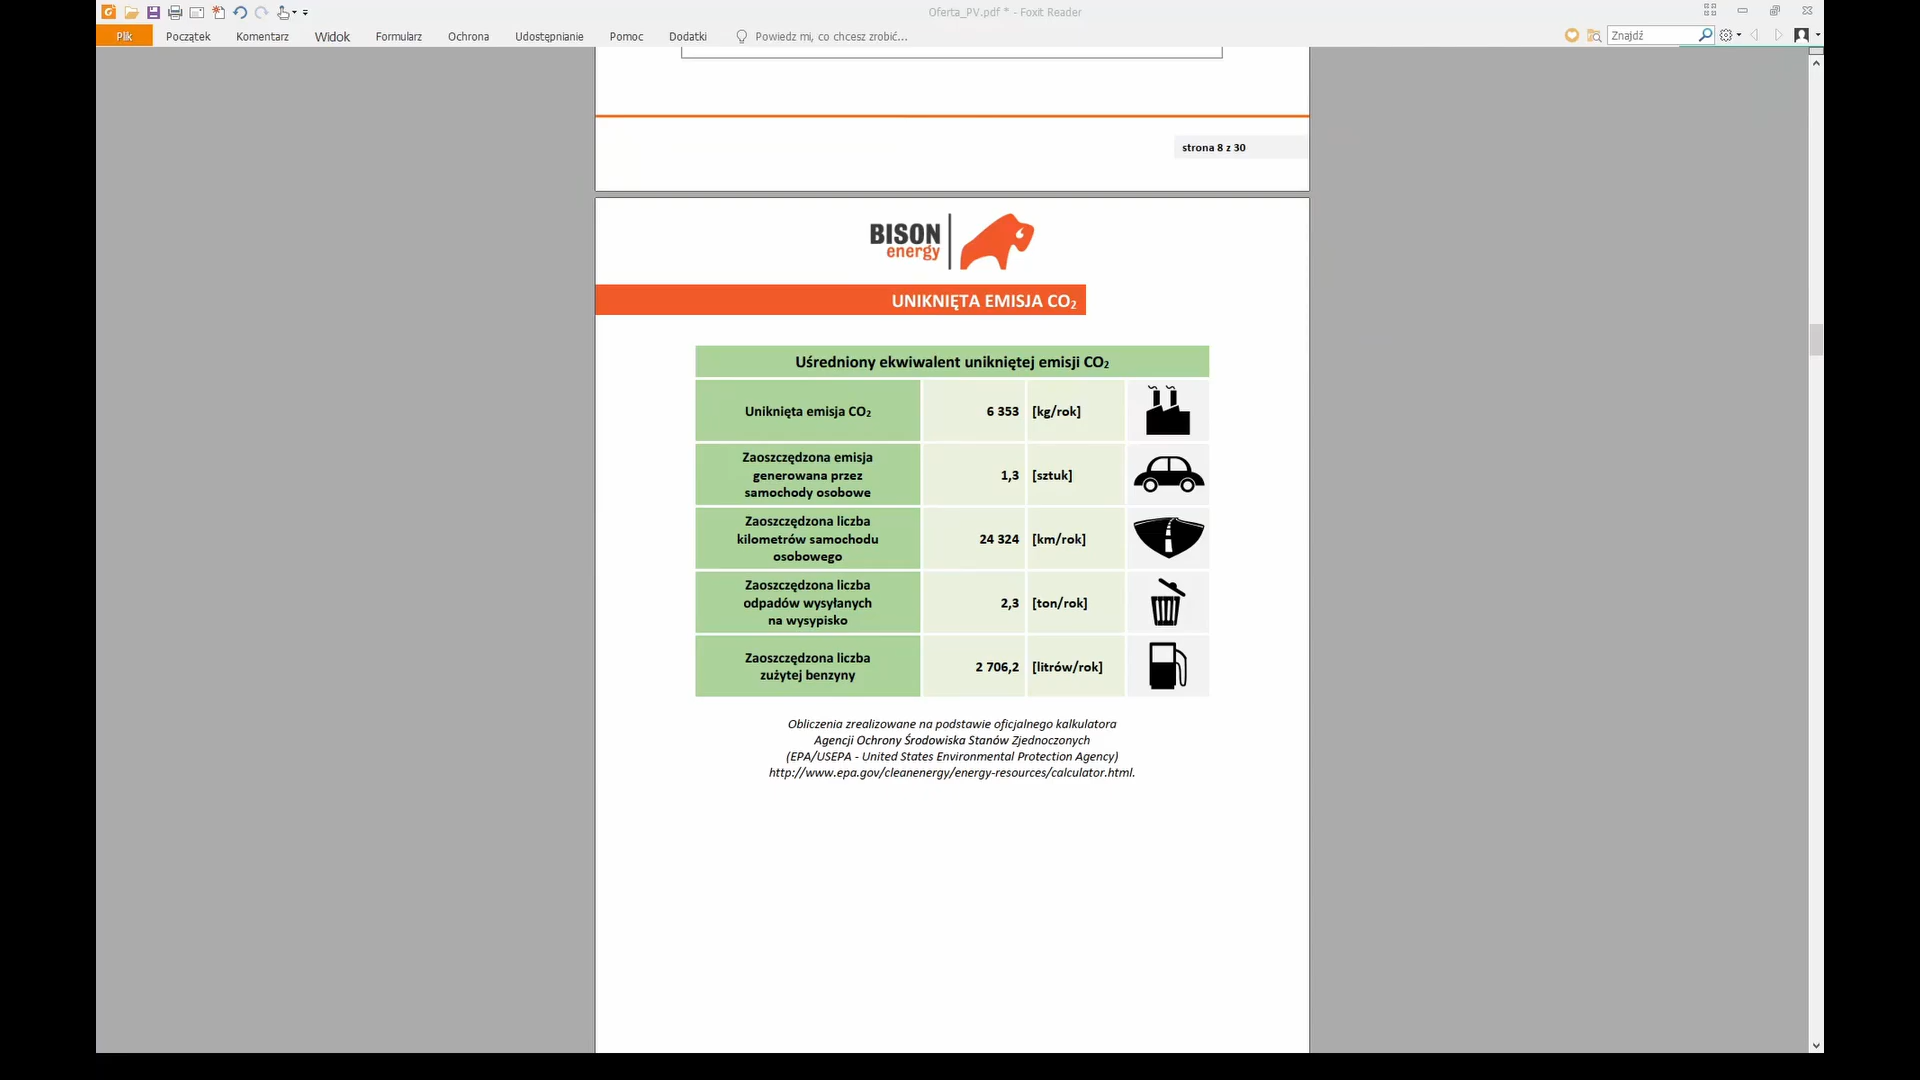 Oferta_PV.pdf * - Foxit Reader
Plik Początek Komentarz Widok Formularz Ochrona Udostępnianie Pomoc Dodatki Powiedz mi, co chcesz zrobić... Znajdź
strona 8 z 30
BISON
energy
UNIKNIĘTA EMISJA CO₂
Uśredniony ekwiwalent unikniętej emisji CO₂
Uniknięta emisja CO₂ 6 353 [kg/rok]
Zaoszczędzona emisja
generowana przez
samochody osobowe
1,3 [sztuk]
Zaoszczędzona liczba
kilometrów samochodu
osobowego
24 324 [km/rok]
Zaoszczędzona liczba
odpadów wysyłanych
na wysypisko
2,3 [ton/rok]
Zaoszczędzona liczba
zużytej benzyny
2 706,2 [litrów/rok]
Obliczenia zrealizowane na podstawie oficjalnego kalkulatora
Agencji Ochrony Środowiska Stanów Zjednoczonych
(EPA/USEPA - United States Environmental Protection Agency)
http://www.epa.gov/cleanenergy/energy-resources/calculator.html.